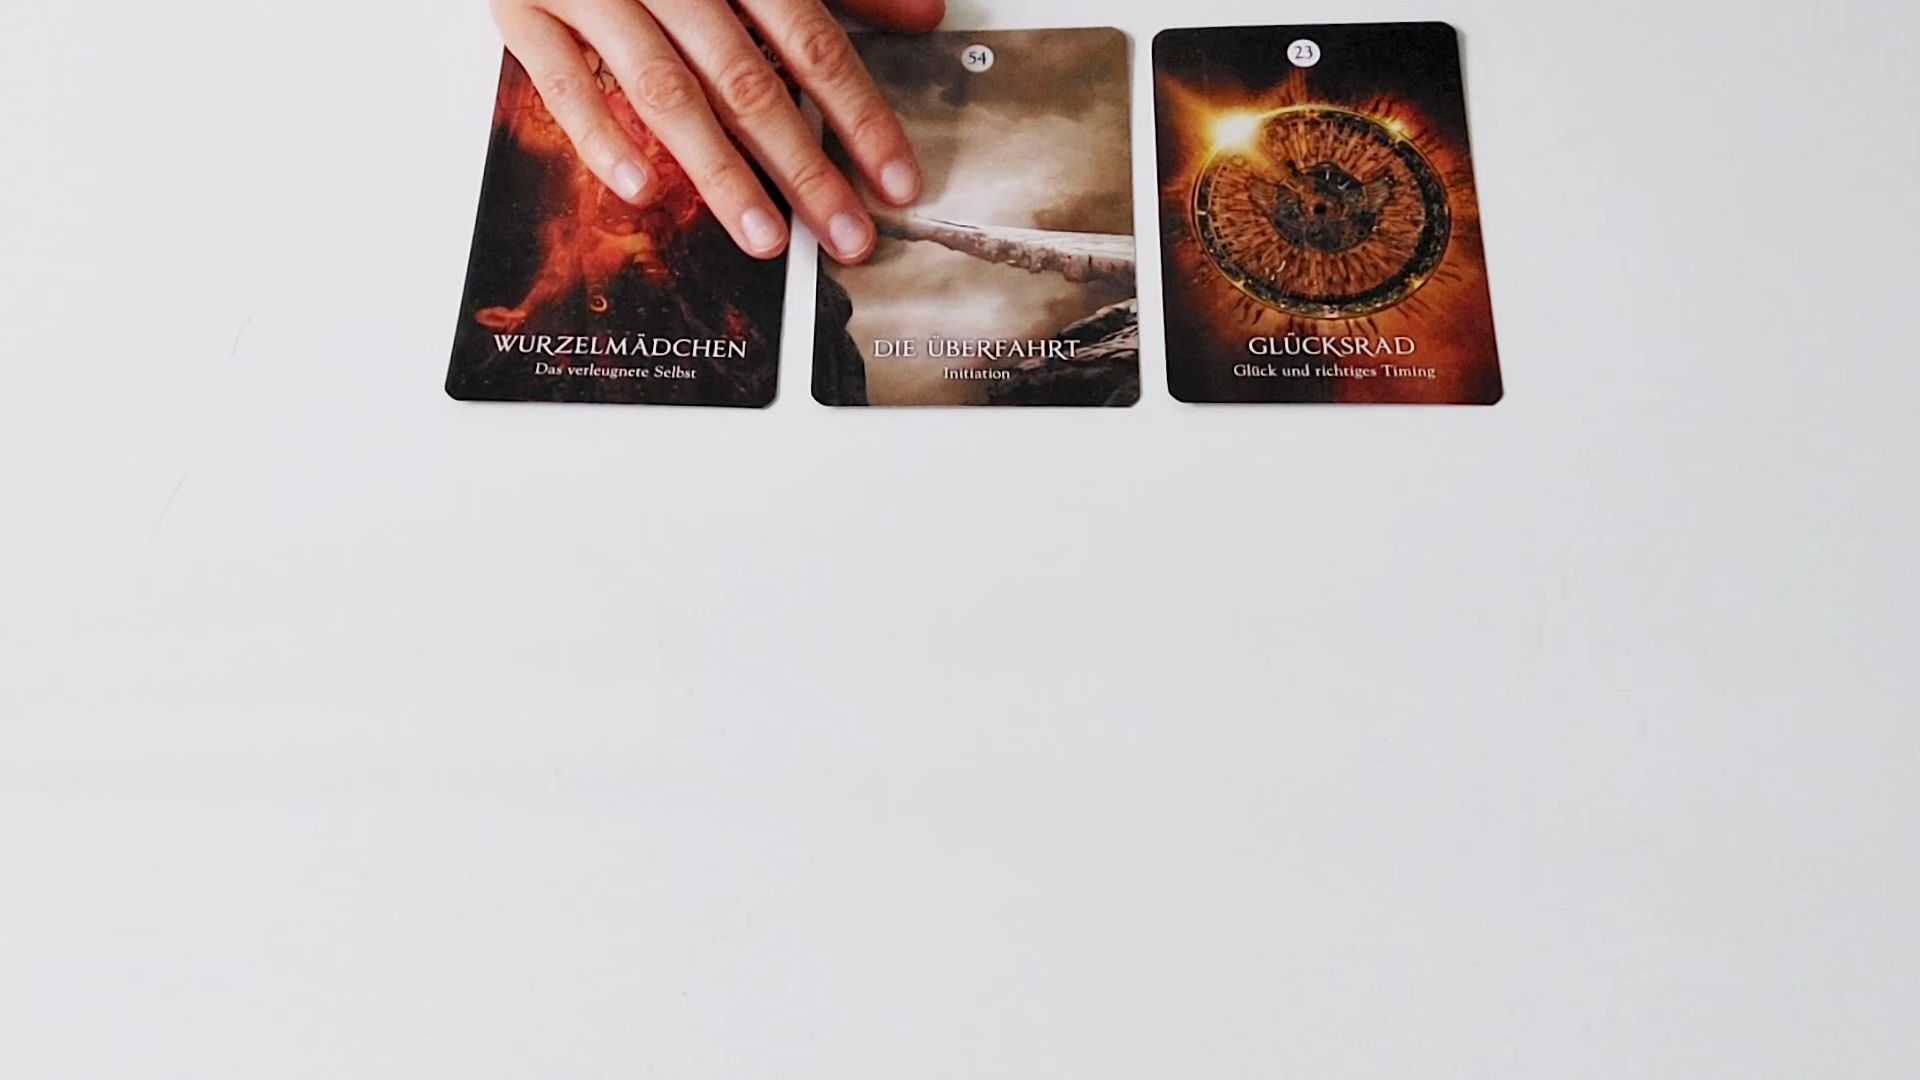 WURZELMÄDCHEN
Das verleugnete Selbst
54
DIE ÜBERFAHRT
Initiation
23
GLÜCKSRAD
Glück und richtiges Timing